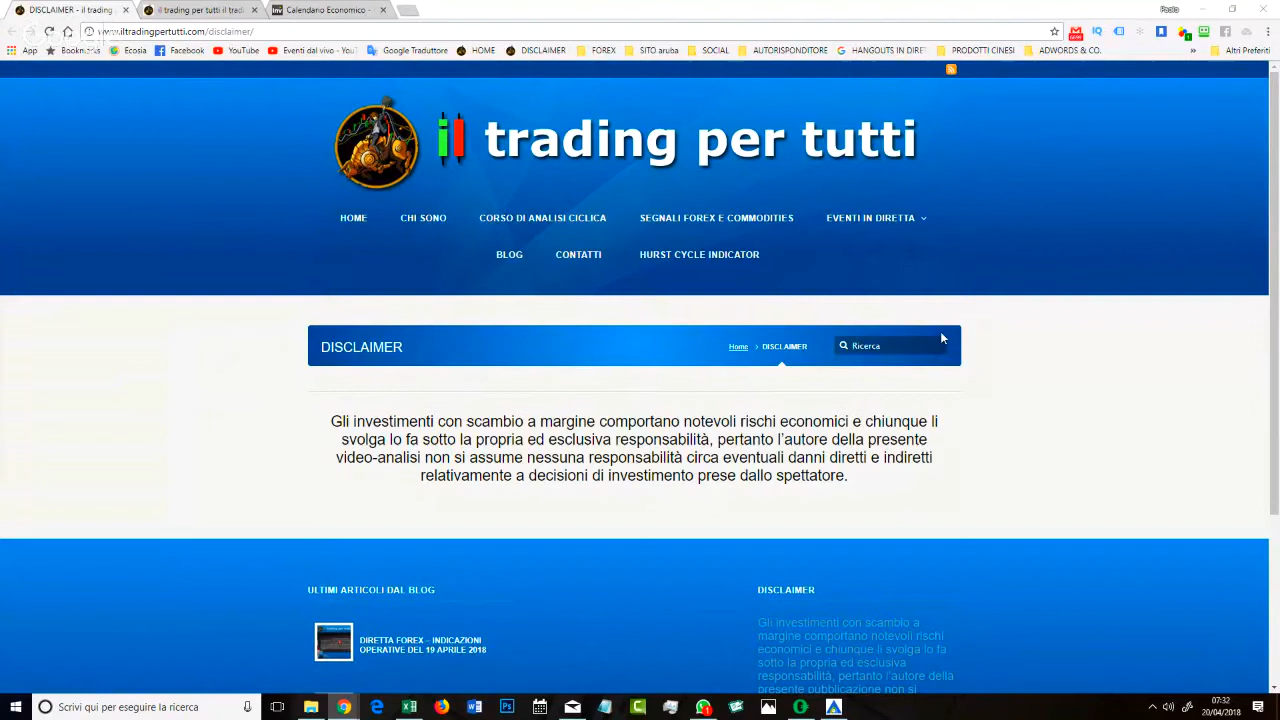 DISCLAIMER - il trading
il trading per tutti il tradi
Calendario Economico -
Paolo
www.iltradingpertutti.com/disclaimer/
App
Bookmarks
Ecosia
Facebook
YouTube
Eventi dal vivo - YouT
Google Traduttore
HOME
DISCLAIMER
FOREX
SITO aruba
SOCIAL
AUTORISPONDITORE
HANGOUTS IN DIRET
PRODOTTI CINESI
ADWORDS & CO.
»
Altri Preferiti
il trading per tutti
HOME
CHI SONO
CORSO DI ANALISI CICLICA
SEGNALI FOREX E COMMODITIES
EVENTI IN DIRETTA
BLOG
CONTATTI
HURST CYCLE INDICATOR
DISCLAIMER
Home
DISCLAIMER
Ricerca
Gli investimenti con scambio a margine comportano notevoli rischi economici e chiunque li
svolga lo fa sotto la propria ed esclusiva responsabilità, pertanto l'autore della presente
video-analisi non si assume nessuna responsabilità circa eventuali danni diretti e indiretti
relativamente a decisioni di investimento prese dallo spettatore.
ULTIMI ARTICOLI DAL BLOG
DIRETTA FOREX – INDICAZIONI
OPERATIVE DEL 19 APRILE 2018
DISCLAIMER
Gli investimenti con scambio a
margine comportano notevoli rischi
economici e chiunque li svolga lo fa
sotto la propria ed esclusiva
responsabilità, pertanto l'autore della
presente pubblicazione non si
Scrivi qui per eseguire la ricerca
07:32
20/04/2018